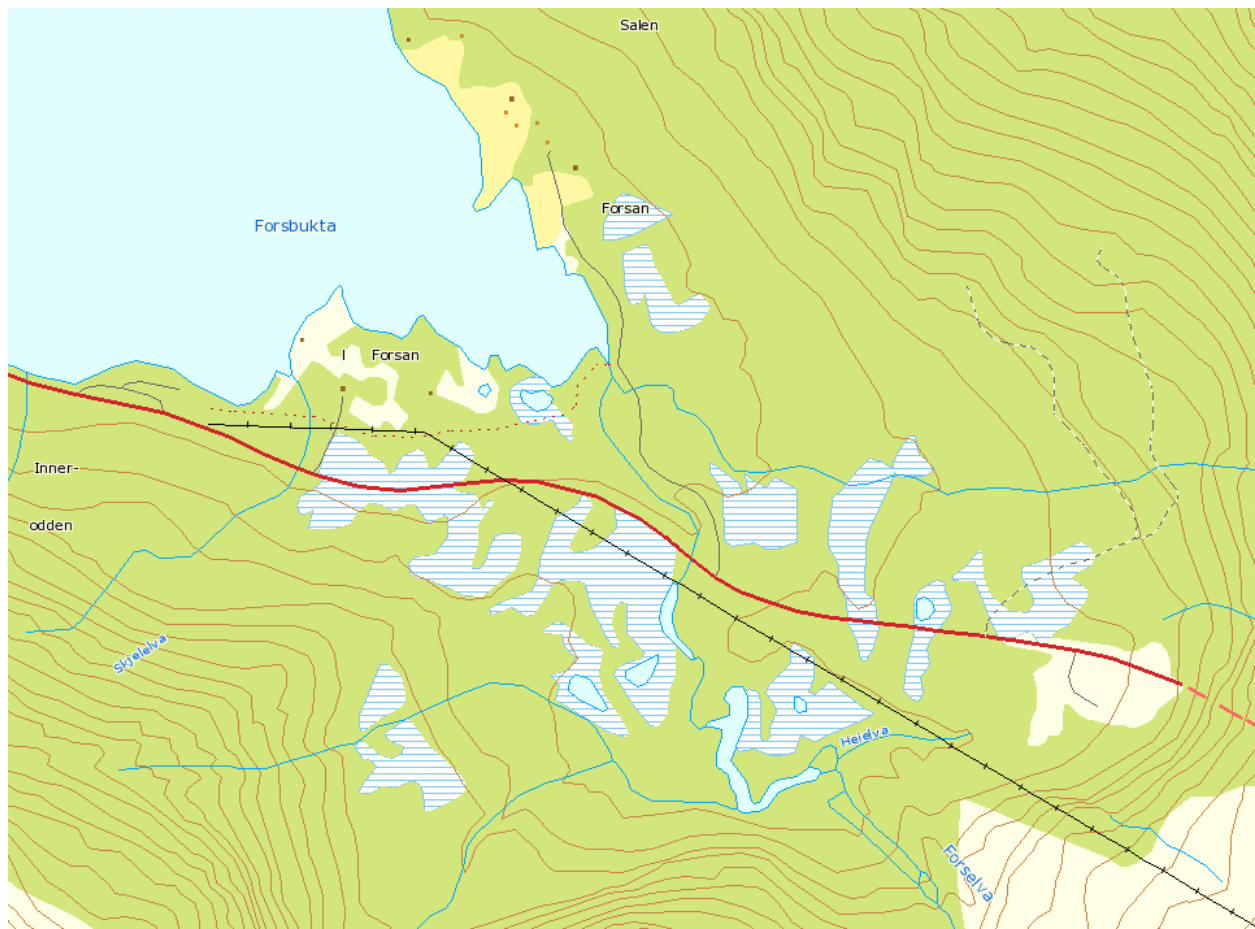 Salen
Forsan
Forsbukta
I Forsan
Inner-
odden
Skjelelva
Heielva
Forselva